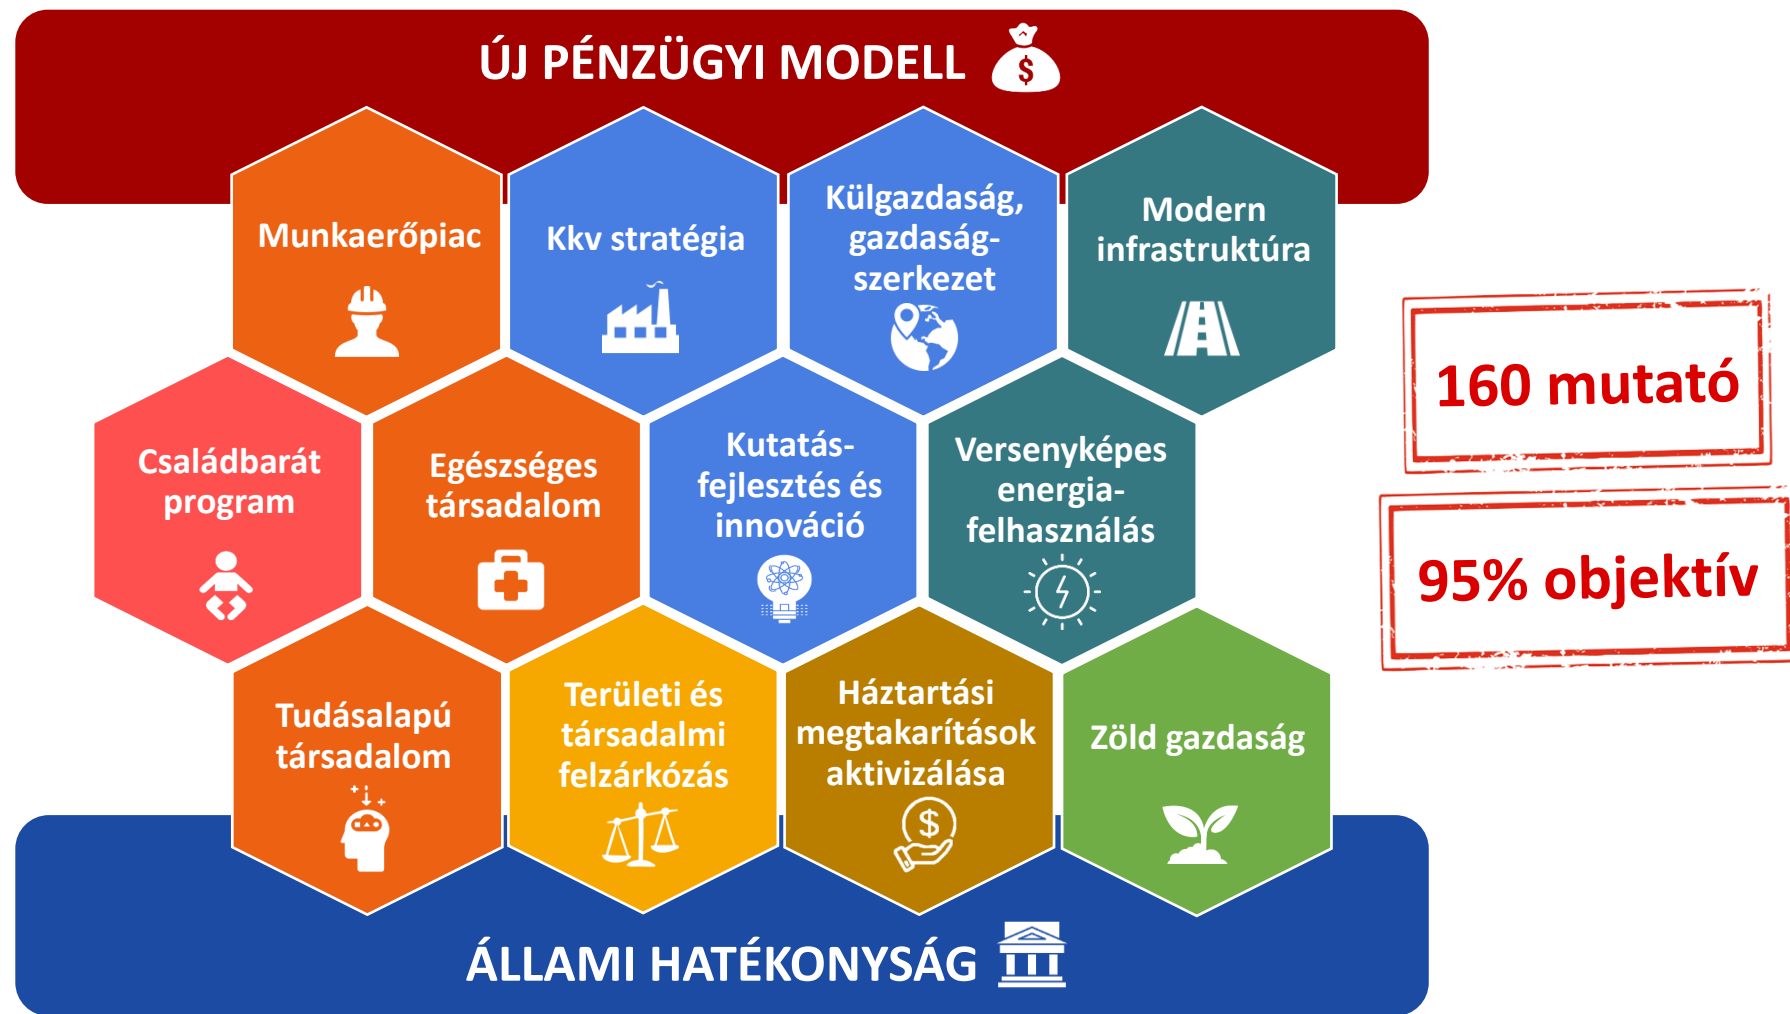 ÚJ PÉNZÜGYI MODELL
$
Munkaerőpiac
Kkv stratégia
Külgazdaság,
gazdaság-
szerkezet
Modern
infrastruktúra
Családbarát
program
Egészséges
társadalom
Kutatás-
fejlesztés és
innováció
Versenyképes
energia-
felhasználás
Tudásalapú
társadalom
Területi és
társadalmi
felzárkózás
Háztartási
megtakarítások
aktivizálása
$
Zöld gazdaság
ÁLLAMI HATÉKONYSÁG
160 mutató
95% objektív